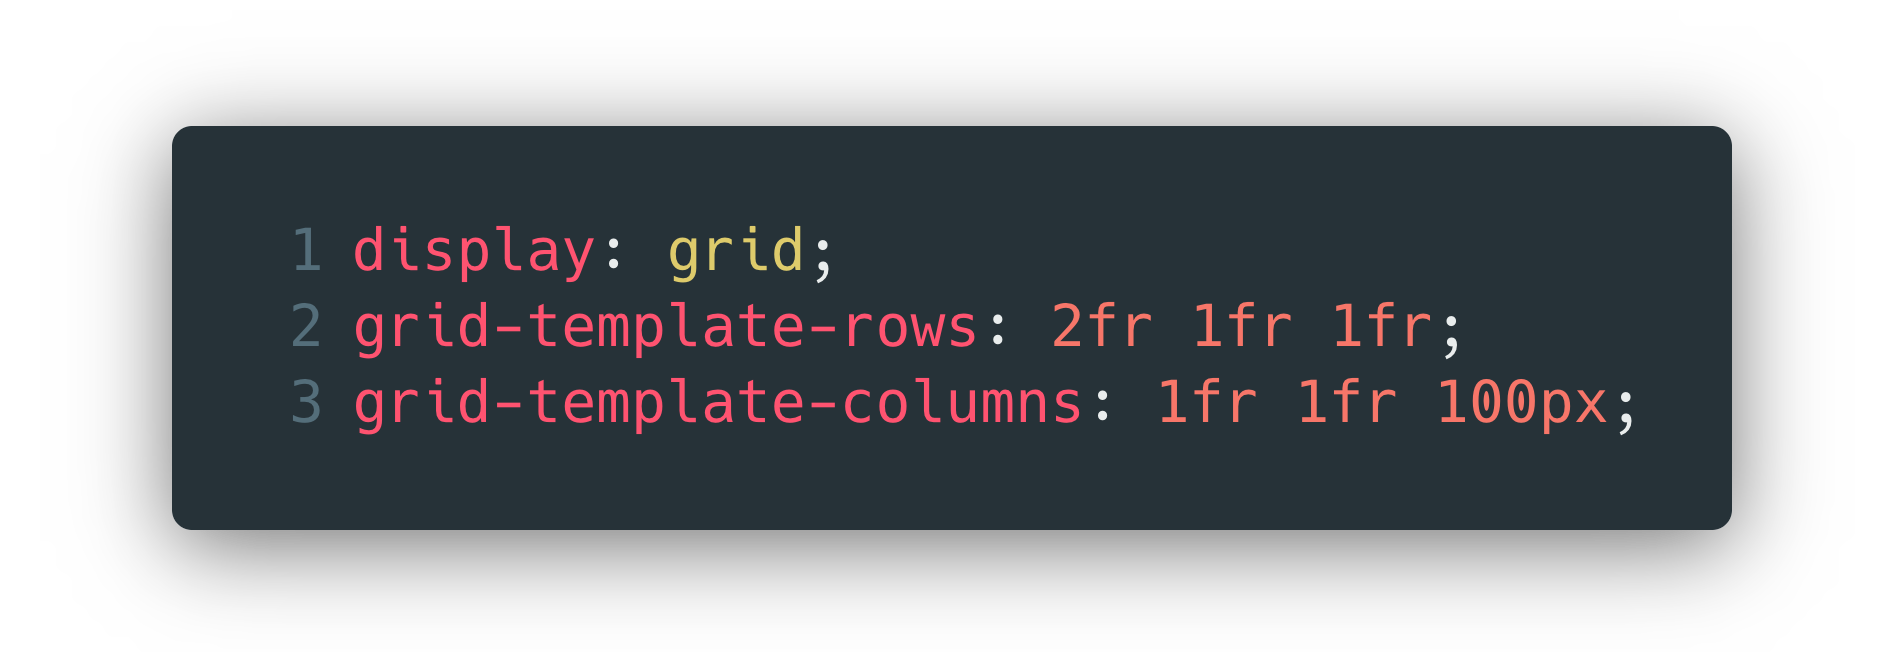 1 display: grid;
2 grid-template-rows: 2fr 1fr 1fr;
3 grid-template-columns: 1fr 1fr 100px;